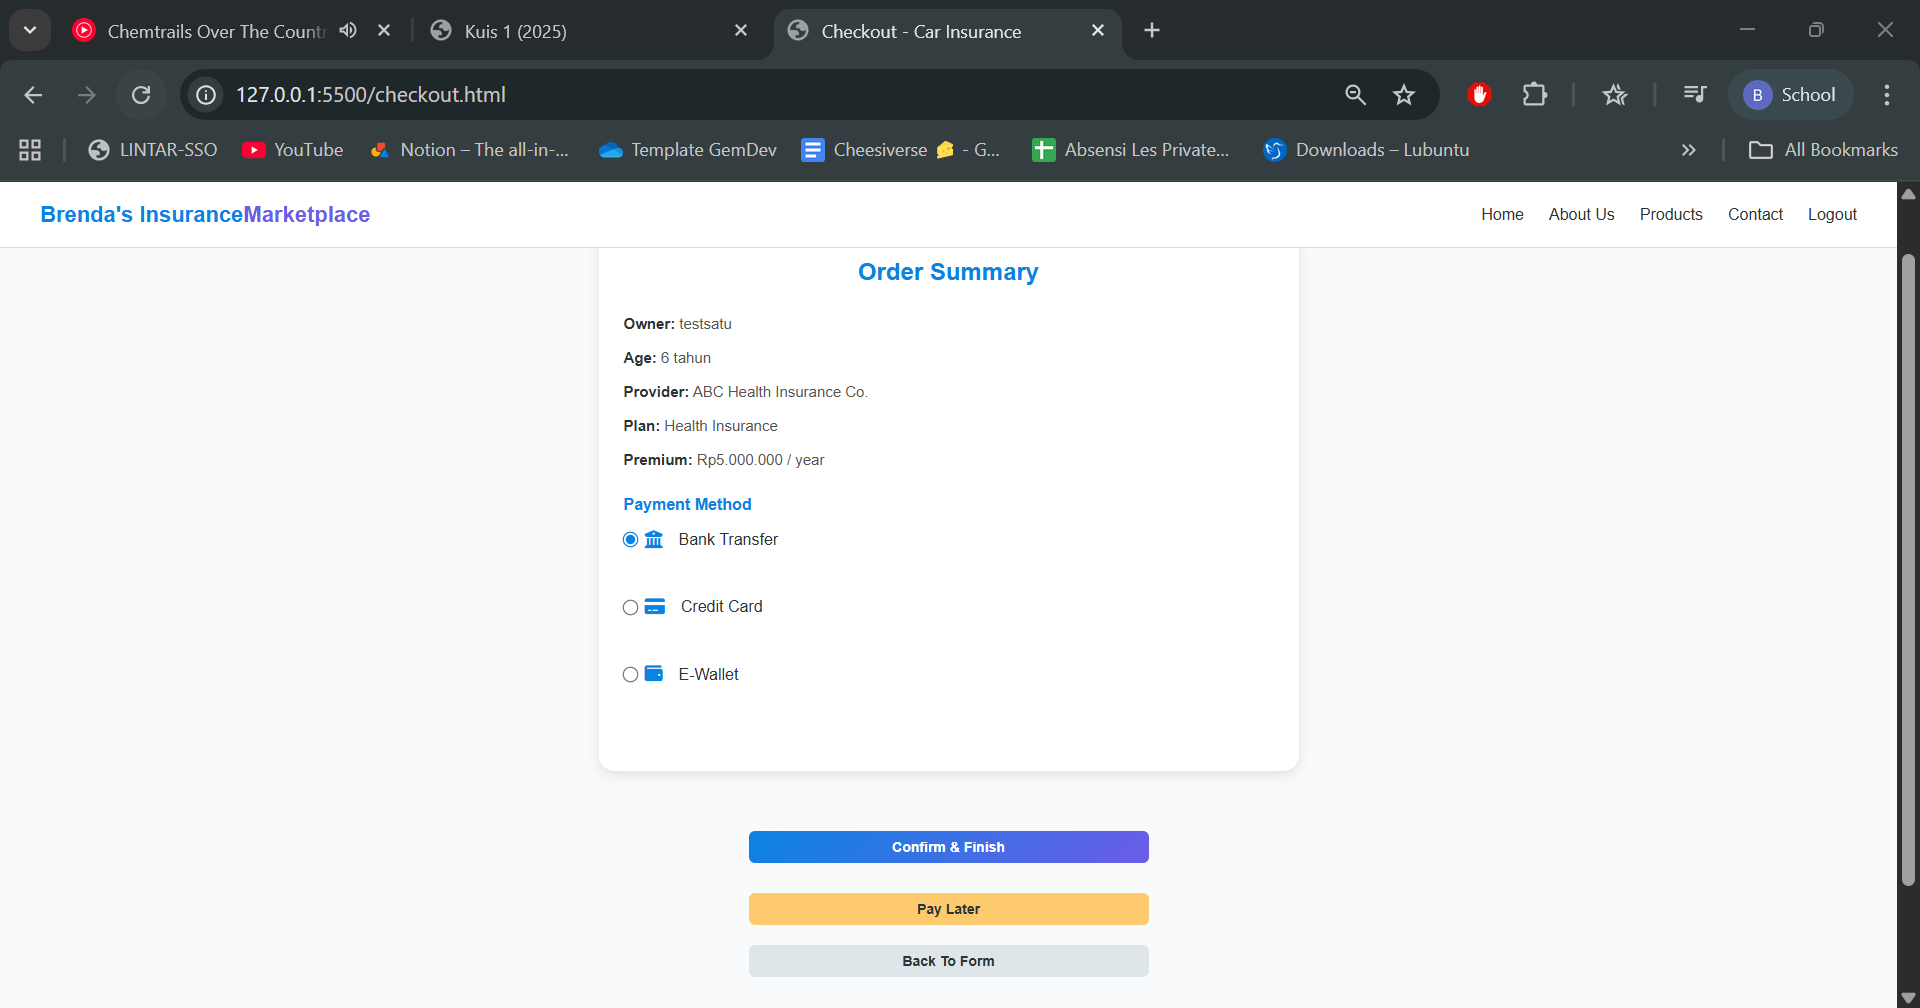 Chemtrails Over The Count
Kuis 1 (2025)
Checkout - Car Insurance
127.0.0.1:5500/checkout.html
B School
LINTAR-SSO
YouTube
Notion – The all-in-...
Template GemDev
Cheesiverse 🧀 - G...
Absensi Les Private...
Downloads – Lubuntu
All Bookmarks
Brenda's InsuranceMarketplace
Home
About Us
Products
Contact
Logout
Order Summary
Owner: testsatu
Age: 6 tahun
Provider: ABC Health Insurance Co.
Plan: Health Insurance
Premium: Rp5.000.000 / year
Payment Method
Bank Transfer
Credit Card
E-Wallet
Confirm & Finish
Pay Later
Back To Form